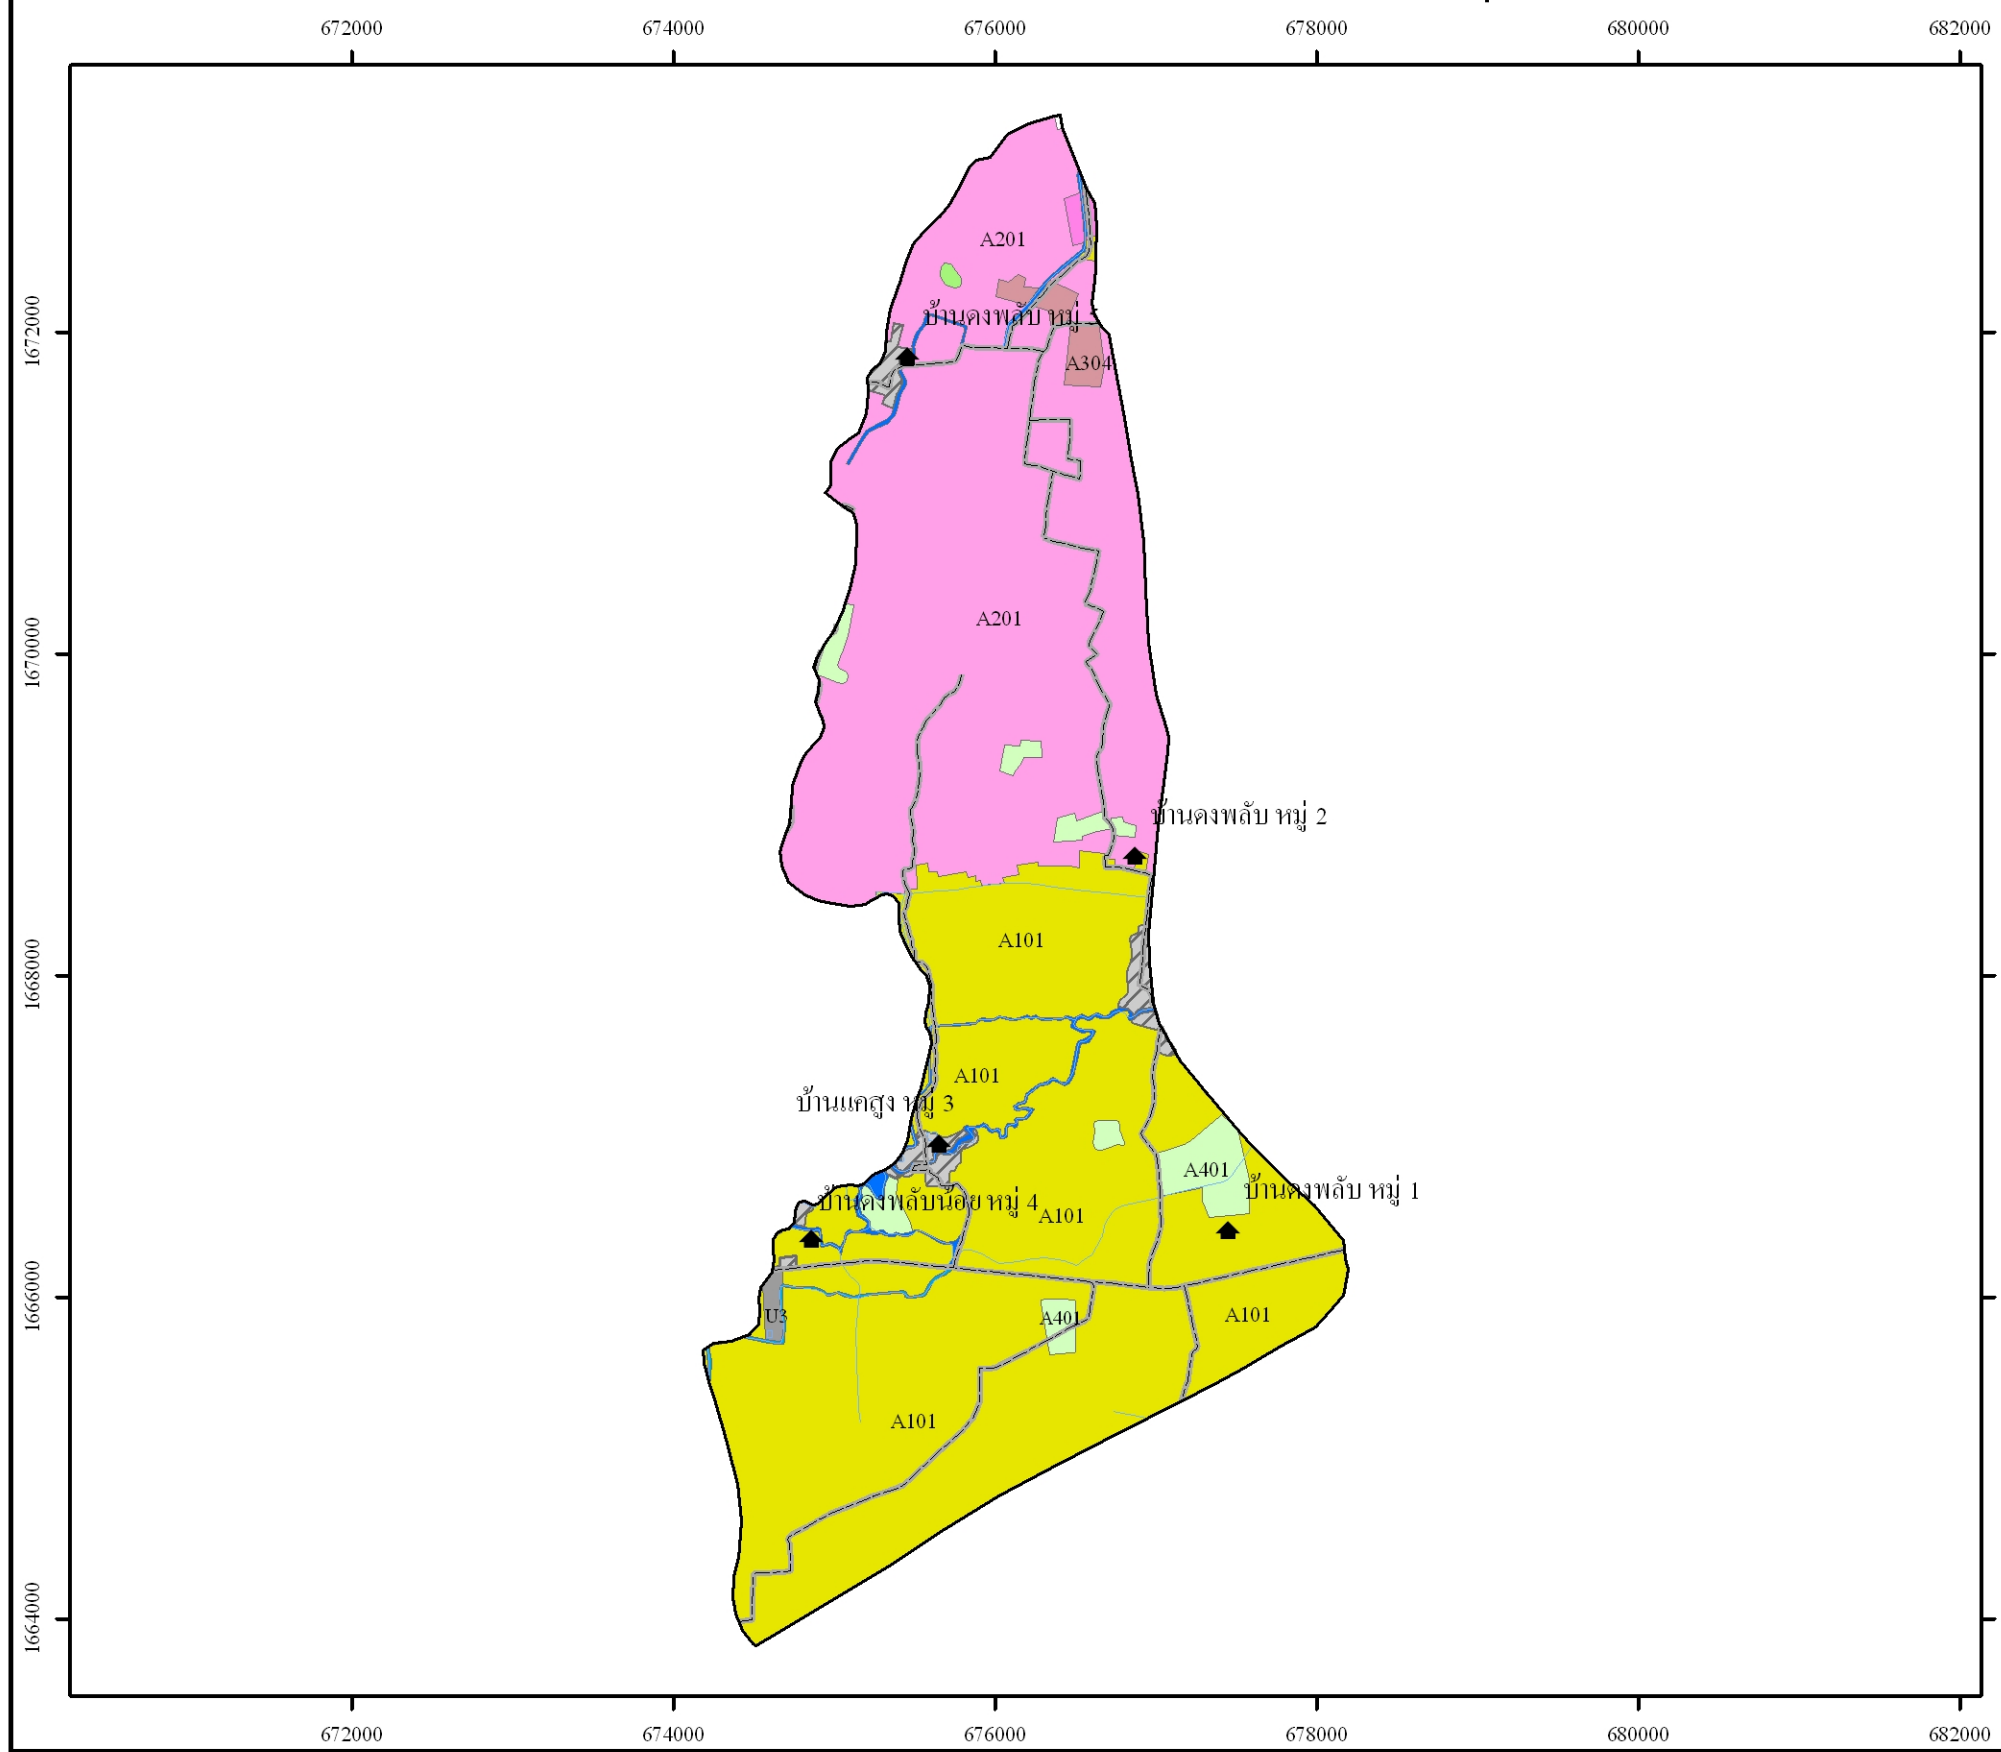 672000 674000 676000 678000 680000 682000
A201
1672000
บ้านดงพลับ หมู่ 5
A304
A201
1670000
บ้านดงพลับ หมู่ 2
A101
1668000
A101
บ้านแคสูง หมู่ 3
A401
บ้านดงพลับ หมู่ 1
บ้านดงพลับน้อย หมู่ 4
A101
1666000
U3
A401
A101
A101
1664000
672000 674000 676000 678000 680000 682000